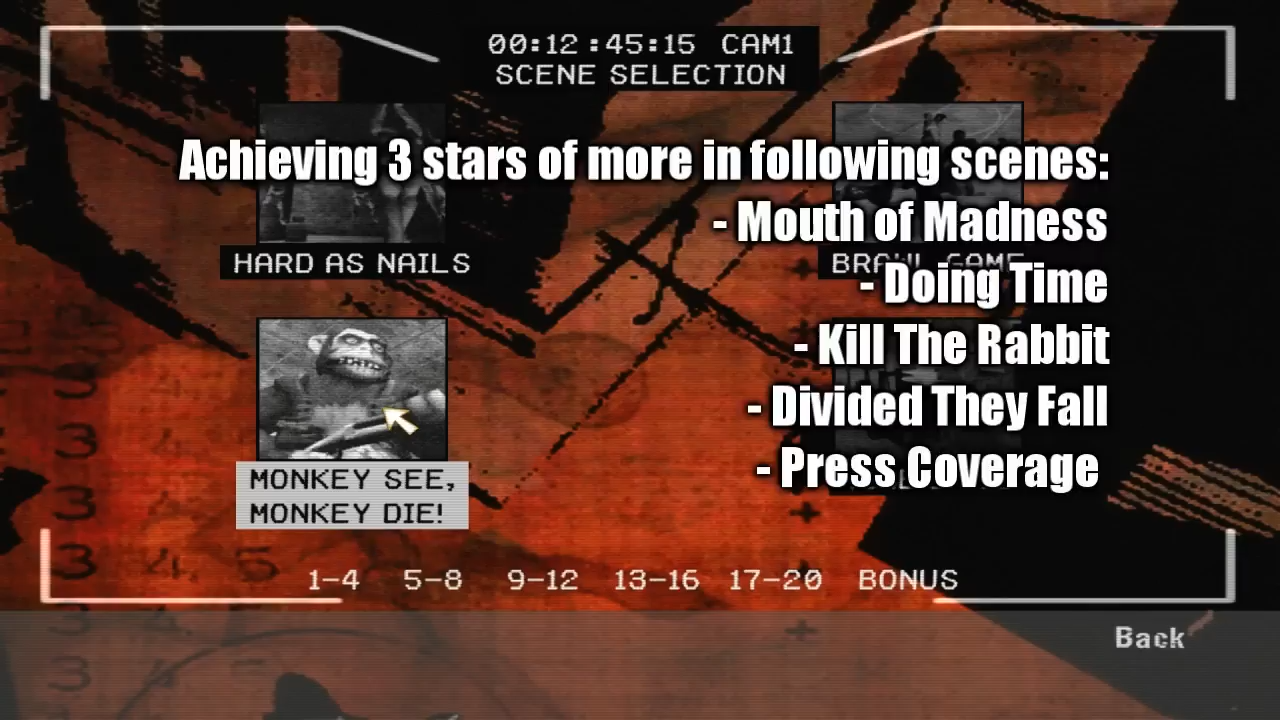 00:12:45:15 CAM1
SCENE SELECTION
Achieving 3 stars of more in following scenes:
- Mouth of Madness
HARD AS NAILS
BRAWL GAME
- Doing Time
- Kill The Rabbit
- Divided They Fall
- Press Coverage
MONKEY SEE,
MONKEY DIE!
1-4 5-8 9-12 13-16 17-20 BONUS
Back